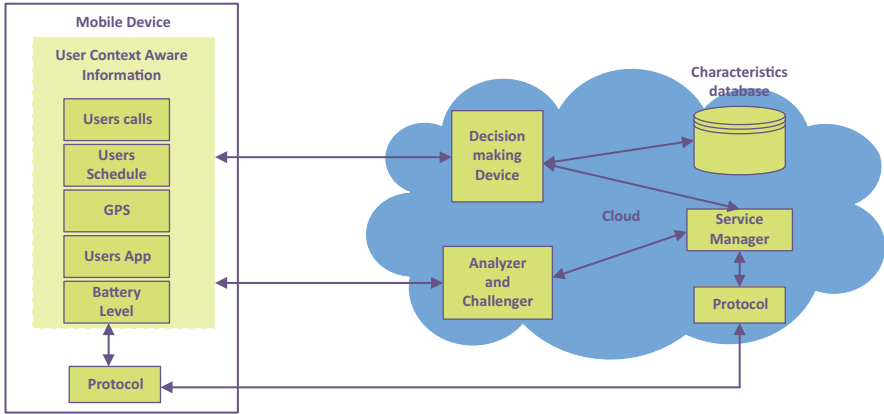 Mobile Device
User Context Aware
Information
Users calls
Users
Schedule
GPS
Users App
Battery
Level
Protocol
Decision
making
Device
Analyzer
and
Challenger
Cloud
Characteristics
database
Service
Manager
Protocol